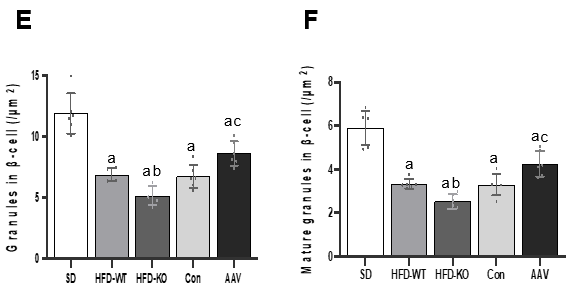 E
Granules in β-cell (/μm²)
15
10
5
0
a
ab
a
ac
SD HFD-WT HFD-KO Con AAV
F
Mature granules in β-cell (/μm²)
8
6
4
2
0
a
ab
a
ac
SD HFD-WT HFD-KO Con AAV